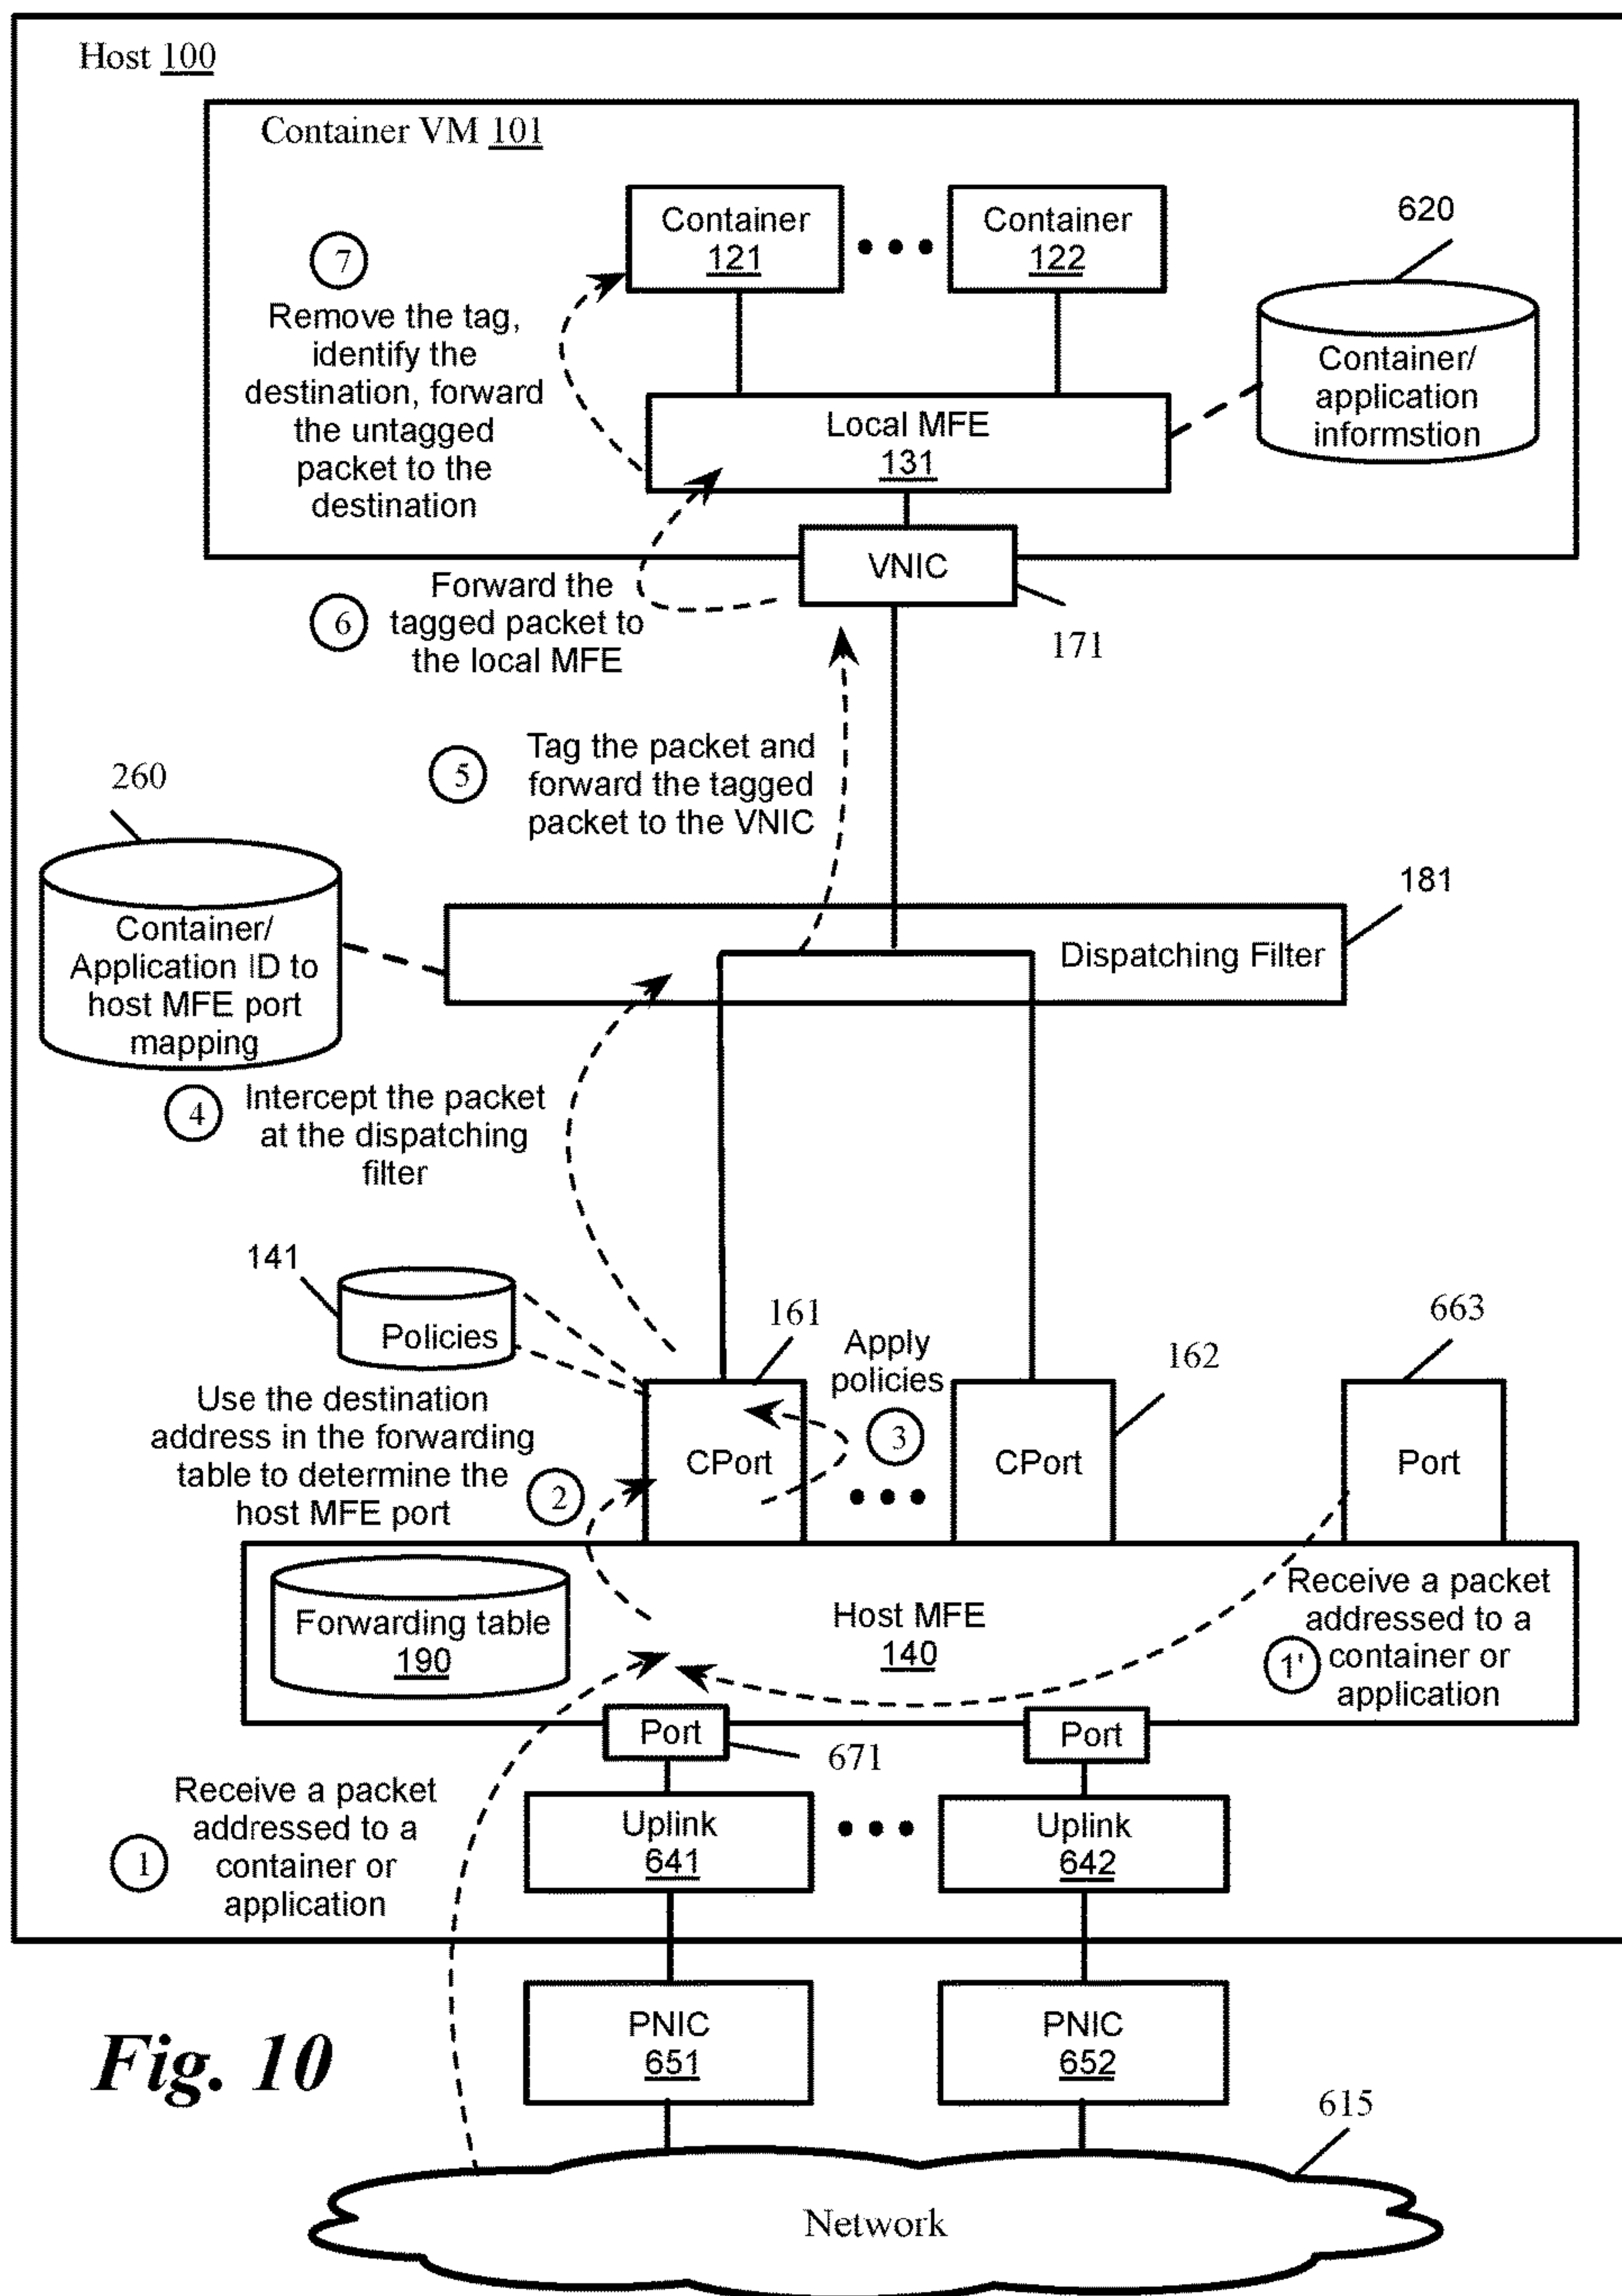 Host 100
Container VM 101
Container
121
Container
122
620
7
Remove the tag,
identify the
destination, forward
the untagged
packet to the
destination
Container/
application
informstion
Local MFE
131
VNIC
171
6
Forward the
tagged packet to
the local MFE
5
Tag the packet and
forward the tagged
packet to the VNIC
260
Container/
Application ID to
host MFE port
mapping
181
Dispatching Filter
4
Intercept the packet
at the dispatching
filter
141
Policies
161
Apply
policies
3
162
663
Use the destination
address in the forwarding
table to determine the
host MFE port
2
CPort
CPort
Port
Forwarding table
190
Host MFE
140
Receive a packet
addressed to a
container or
application
1'
Port
671
Port
1
Receive a packet
addressed to a
container or
application
Uplink
641
Uplink
642
PNIC
651
PNIC
652
Fig. 10
615
Network